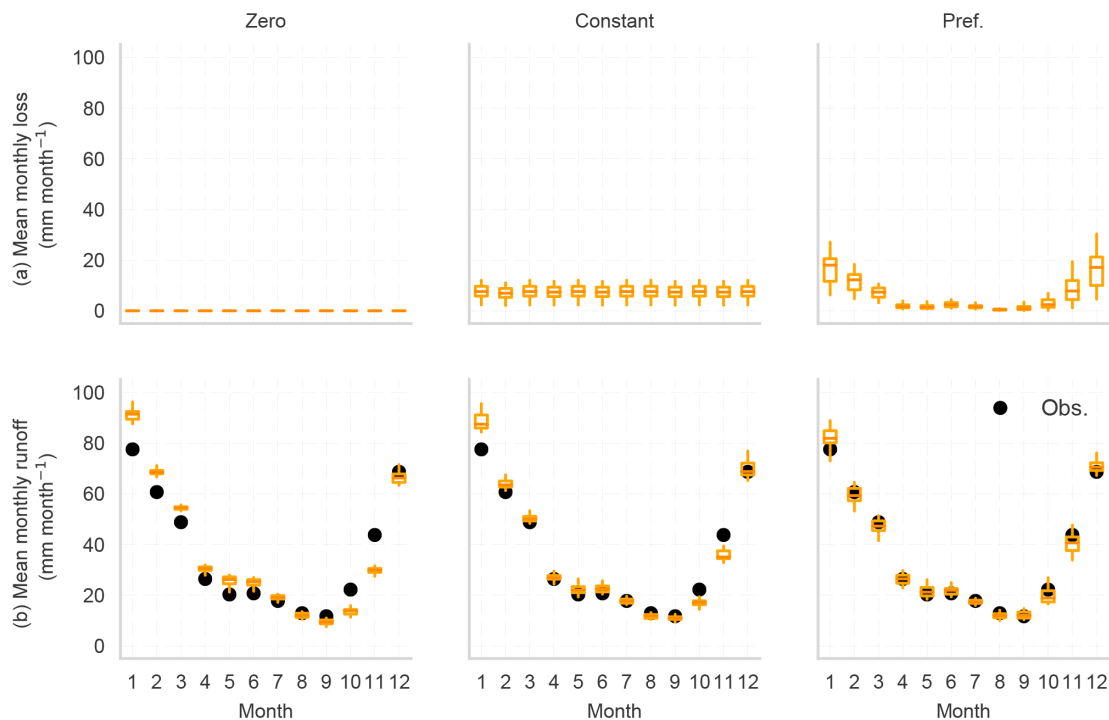 Zero
Constant
Pref.
(a) Mean monthly loss
(mm month⁻¹)
100
80
60
40
20
0
(b) Mean monthly runoff
(mm month⁻¹)
100
80
60
40
20
0
Obs.
1 2 3 4 5 6 7 8 9 10 11 12
1 2 3 4 5 6 7 8 9 10 11 12
1 2 3 4 5 6 7 8 9 10 11 12
Month
Month
Month